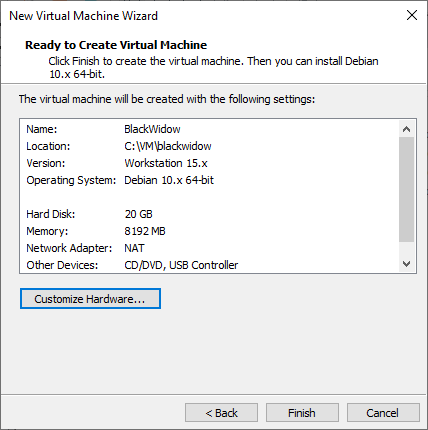 New Virtual Machine Wizard
Ready to Create Virtual Machine
Click Finish to create the virtual machine. Then you can install Debian
10.x 64-bit.
The virtual machine will be created with the following settings:
Name: BlackWidow
Location: C:\VM\blackwidow
Version: Workstation 15.x
Operating System: Debian 10.x 64-bit
Hard Disk: 20 GB
Memory: 8192 MB
Network Adapter: NAT
Other Devices: CD/DVD, USB Controller
Customize Hardware...
< Back Finish Cancel